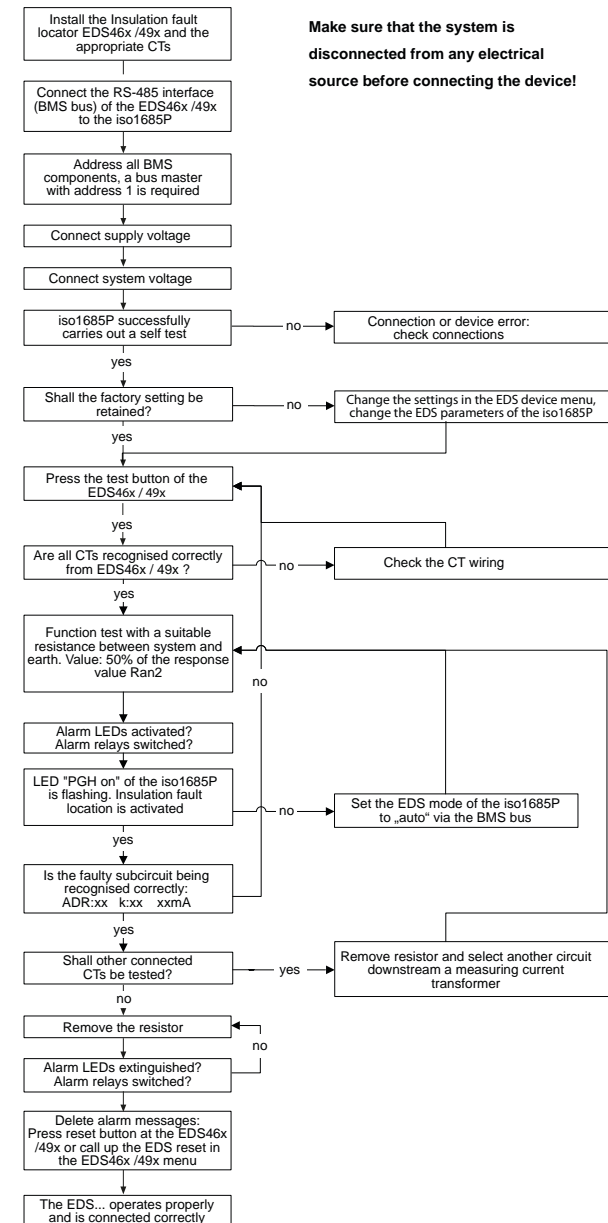 Install the Insulation fault
locator EDS46x /49x and the
appropriate CTs
Make sure that the system is
disconnected from any electrical
source before connecting the device!
Connect the RS-485 interface
(BMS bus) of the EDS46x /49x
to the iso1685P
Address all BMS
components, a bus master
with address 1 is required
Connect supply voltage
Connect system voltage
iso1685P successfully
carries out a self test
no
Connection or device error:
check connections
yes
Shall the factory setting be
retained?
no
Change the settings in the EDS device menu,
change the EDS parameters of the iso1685P
yes
Press the test button of the
EDS46x / 49x
yes
Are all CTs recognised correctly
from EDS46x / 49x ?
no
Check the CT wiring
yes
Function test with a suitable
resistance between system and
earth. Value: 50% of the response
value Ran2
no
Alarm LEDs activated?
Alarm relays switched?
LED "PGH on" of the iso1685P
is flashing. Insulation fault
location is activated
no
Set the EDS mode of the iso1685P
to „auto“ via the BMS bus
yes
Is the faulty subcircuit being
recognised correctly:
ADR:xx k:xx xxmA
yes
Shall other connected
CTs be tested?
yes
Remove resistor and select another circuit
downstream a measuring current
transformer
no
Remove the resistor
no
Alarm LEDs extinguished?
Alarm relays switched?
Delete alarm messages:
Press reset button at the EDS46x
/49x or call up the EDS reset in
the EDS46x /49x menu
The EDS... operates properly
and is connected correctly